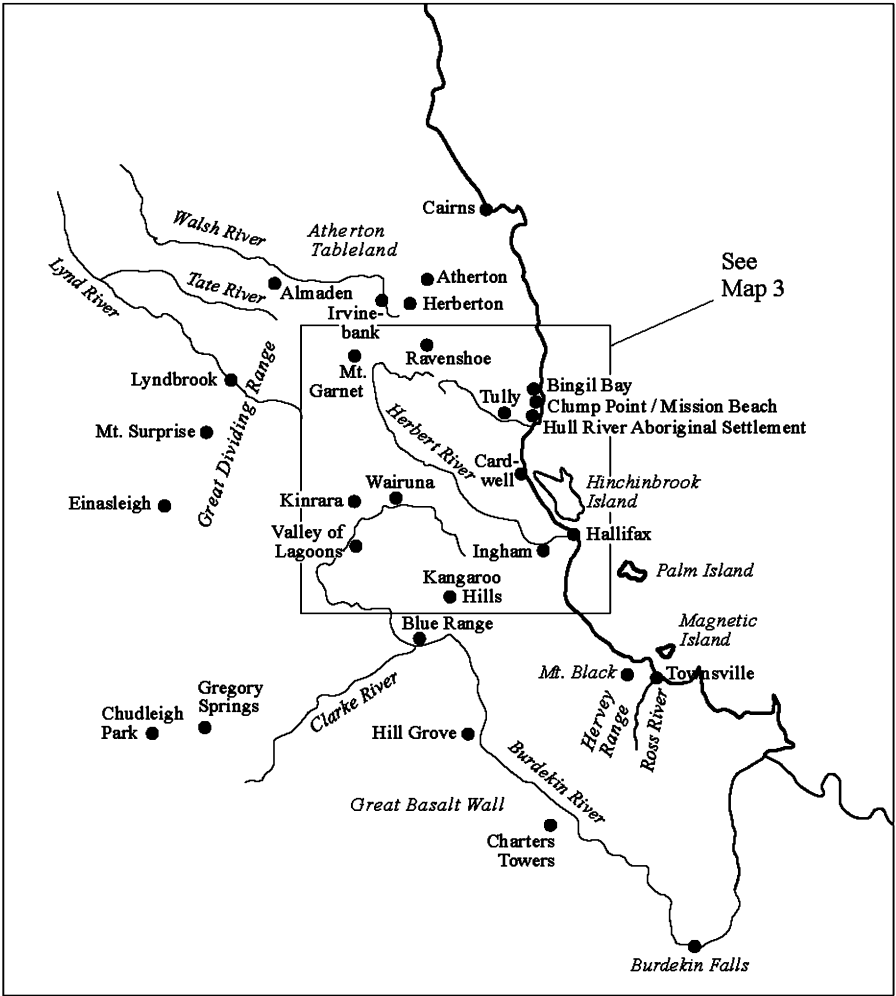 Cairns
Walsh River
Atherton
Tableland
Lynd River
Tate River
Almaden
Atherton
Herberton
Irvine-
bank
See
Map 3
Ravenshoe
Mt.
Garnet
Lyndbrook
Great Dividing Range
Tully
Bingil Bay
Clump Point / Mission Beach
Hull River Aboriginal Settlement
Mt. Surprise
Herbert River
Card-
well
Hinchinbrook
Island
Einasleigh
Kinrara
Wairuna
Valley of
Lagoons
Ingham
Hallifax
Palm Island
Kangaroo
Hills
Blue Range
Magnetic
Island
Mt. Black
Townsville
Hervey
Range
Ross River
Clarke River
Gregory
Springs
Chudleigh
Park
Hill Grove
Burdekin River
Great Basalt Wall
Charters
Towers
Burdekin Falls